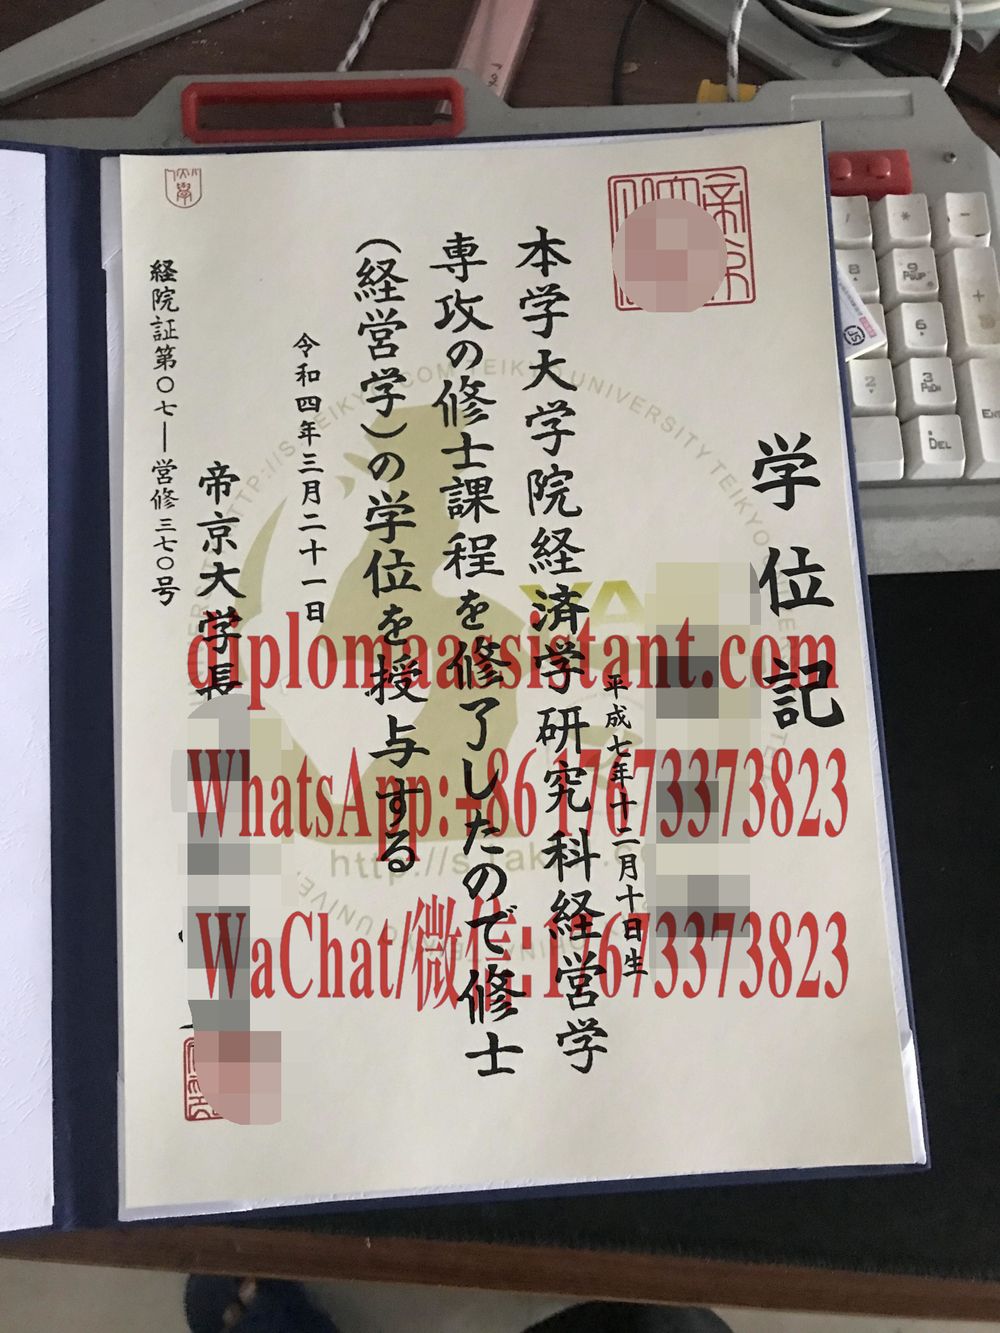 学位記
平成七年十二月十日生
本学大学院経済学研究科経営学
専攻の修士課程を修了したので修士
(経営学)の学位を授与する
令和四年三月二十一日
帝京大学長
経院証第〇七―営修三七〇号
diplomaassistant.com
WhatsApp:+86 17673373823
WaChat/微信:17673373823